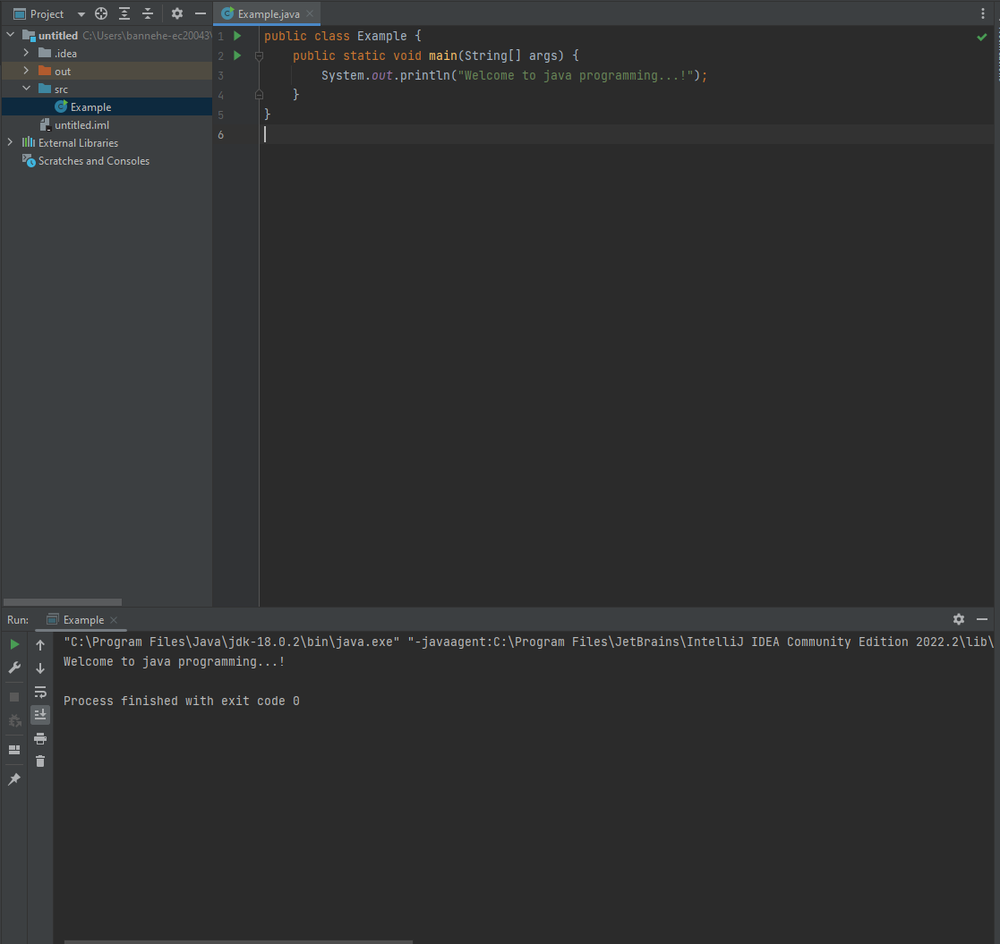 Project
Example.java
untitled C:\Users\bannehe-ec20043\
.idea
out
src
Example
untitled.iml
External Libraries
Scratches and Consoles
1 public class Example {
2 public static void main(String[] args) {
3 System.out.println("Welcome to java programming...!");
4 }
5 }
6
Run: Example
"C:\Program Files\Java\jdk-18.0.2\bin\java.exe" "-javaagent:C:\Program Files\JetBrains\IntelliJ IDEA Community Edition 2022.2\lib\
Welcome to java programming...!
Process finished with exit code 0